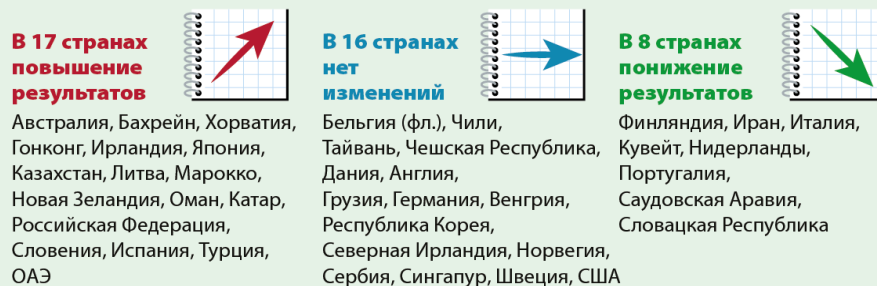 В 17 странах
повышение
результатов
Австралия, Бахрейн, Хорватия,
Гонконг, Ирландия, Япония,
Казахстан, Литва, Марокко,
Новая Зеландия, Оман, Катар,
Российская Федерация,
Словения, Испания, Турция,
ОАЭ
В 16 странах
нет
изменений
Бельгия (фл.), Чили,
Тайвань, Чешская Республика,
Дания, Англия,
Грузия, Германия, Венгрия,
Республика Корея,
Северная Ирландия, Норвегия,
Сербия, Сингапур, Швеция, США
В 8 странах
понижение
результатов
Финляндия, Иран, Италия,
Кувейт, Нидерланды,
Португалия,
Саудовская Аравия,
Словацкая Республика